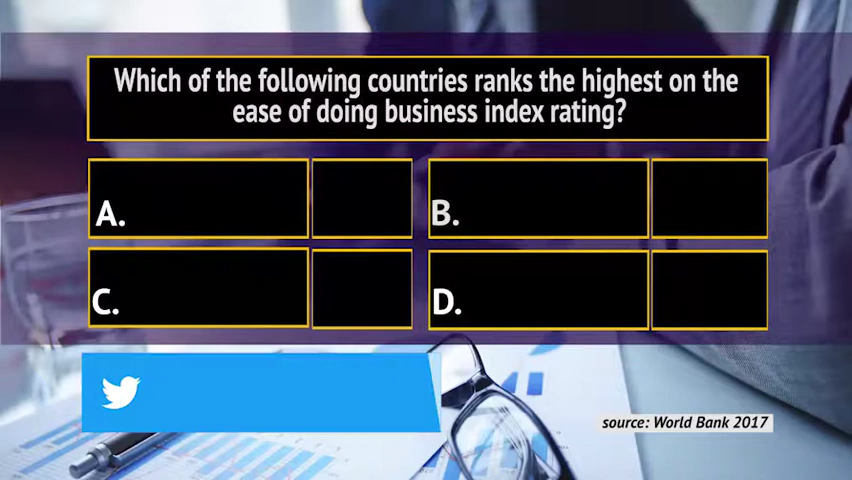 Which of the following countries ranks the highest on the
ease of doing business index rating?
A.
B.
C.
D.
source: World Bank 2017